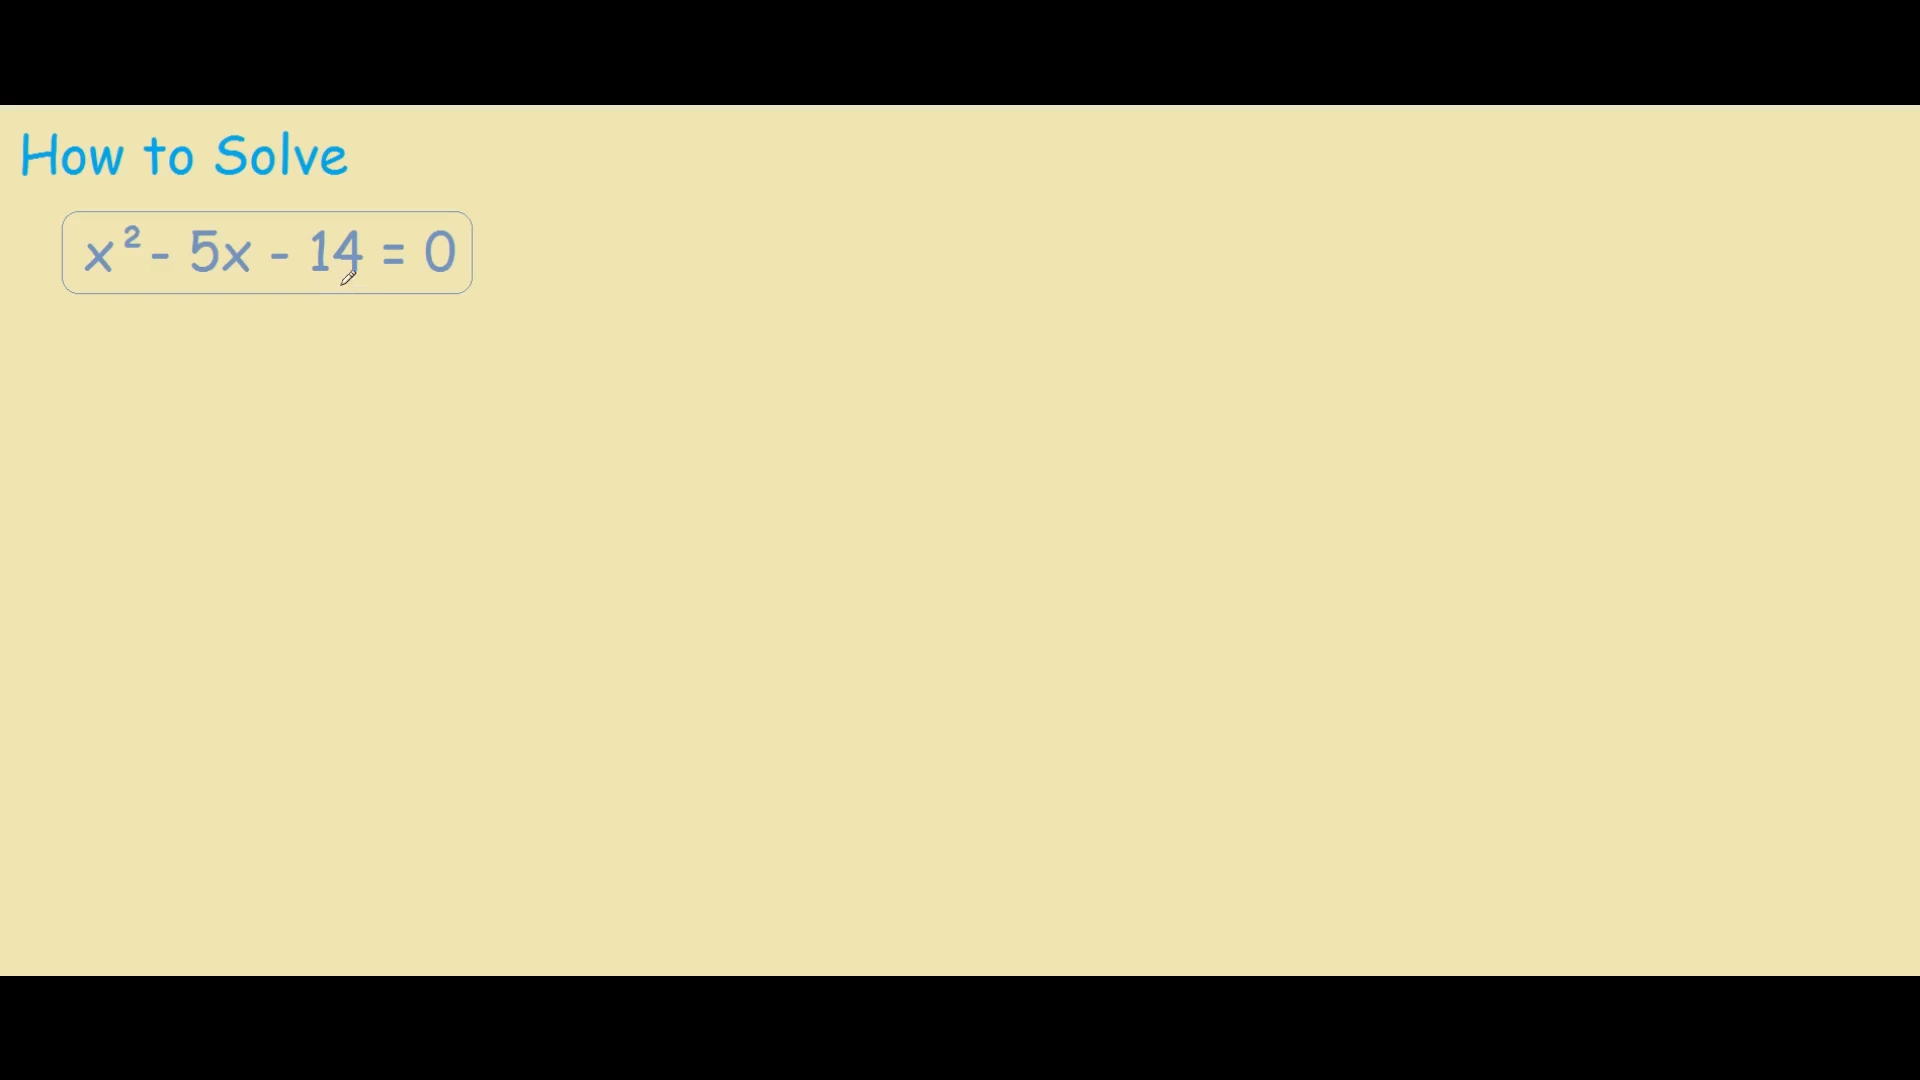 How to Solve
x² - 5x - 14 = 0